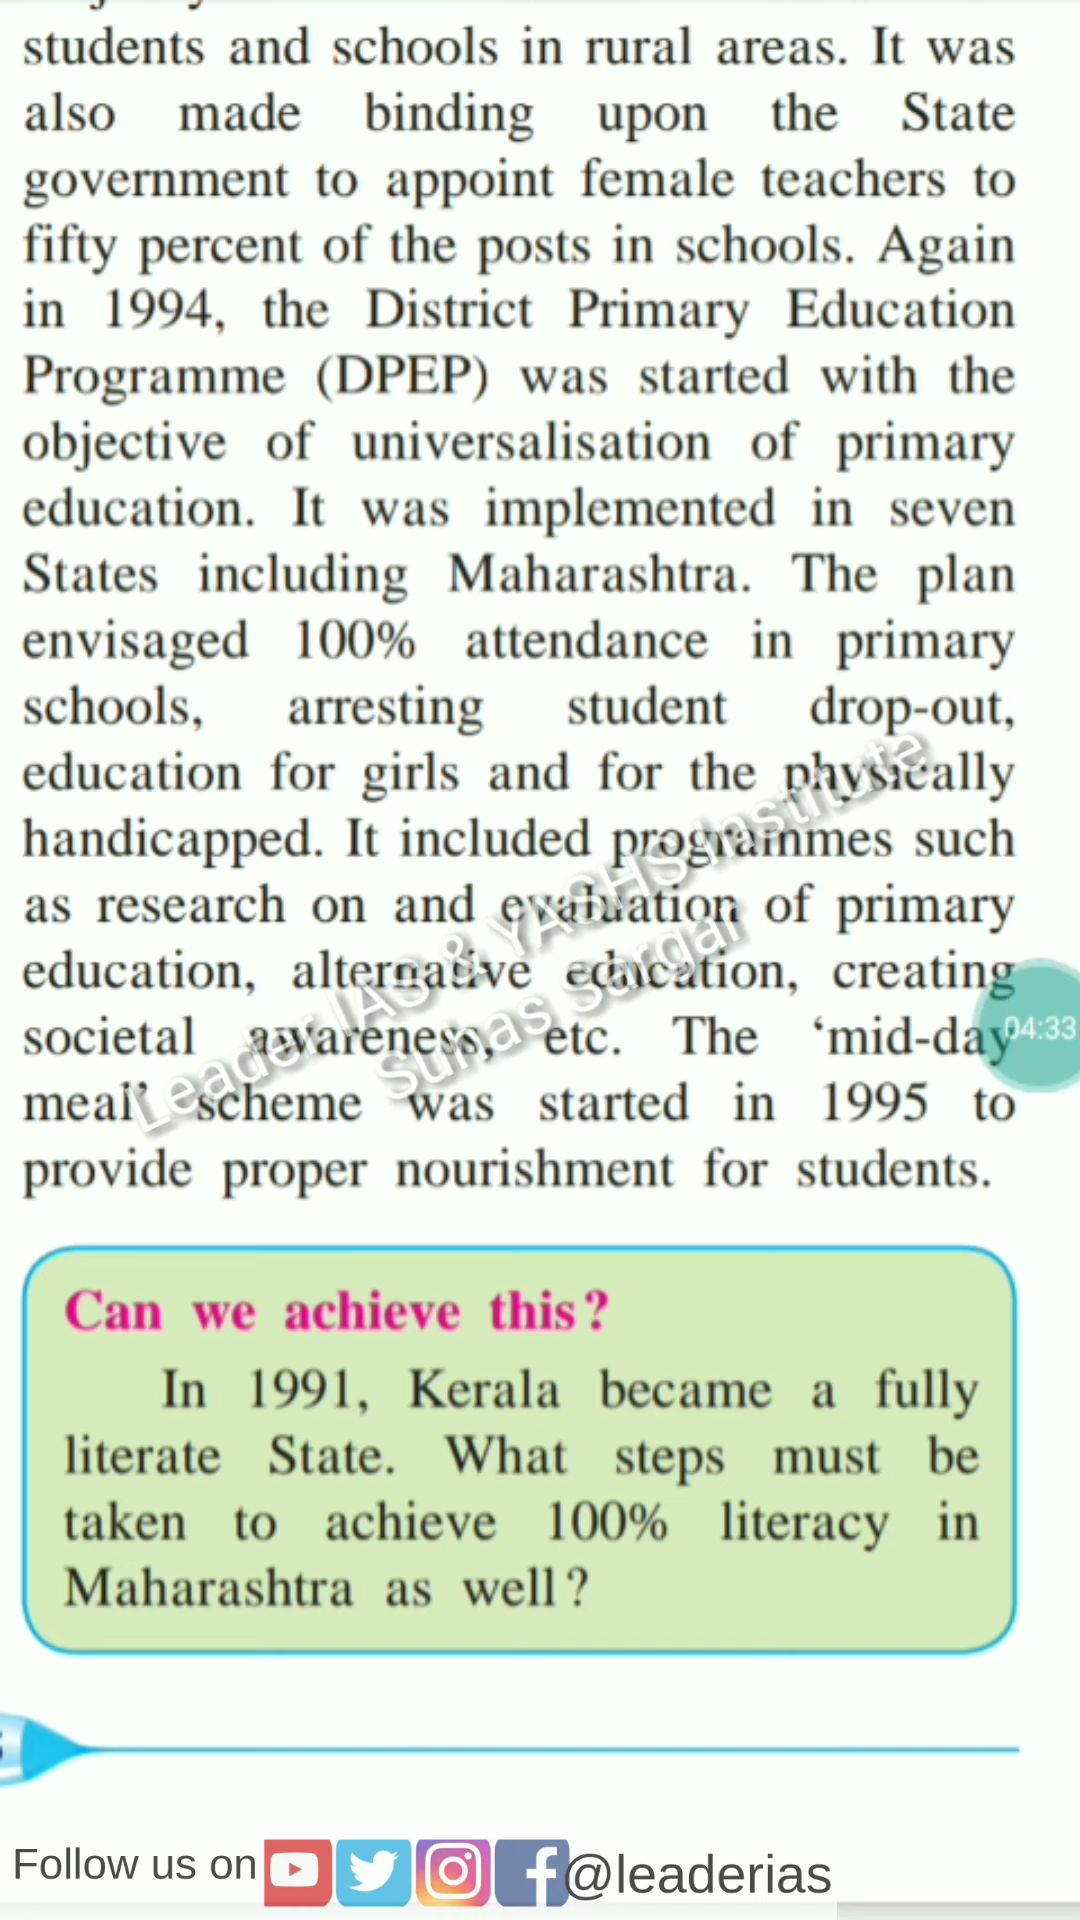 students and schools in rural areas. It was
also made binding upon the State
government to appoint female teachers to
fifty percent of the posts in schools. Again
in 1994, the District Primary Education
Programme (DPEP) was started with the
objective of universalisation of primary
education. It was implemented in seven
States including Maharashtra. The plan
envisaged 100% attendance in primary
schools, arresting student drop-out,
education for girls and for the physically
handicapped. It included programmes such
as research on and evaluation of primary
education, alternative education, creating
societal awareness, etc. The ‘mid-day
meal’ scheme was started in 1995 to
provide proper nourishment for students.
Leader IAS & YASHS Institute
Suhas Sargar
04:33
Can we achieve this?
In 1991, Kerala became a fully
literate State. What steps must be
taken to achieve 100% literacy in
Maharashtra as well?
Follow us on
@leaderias